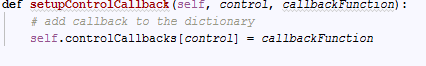 def setupControlCallback(self, control, callbackFunction):
    # add callback to the dictionary
    self.controlCallbacks[control] = callbackFunction